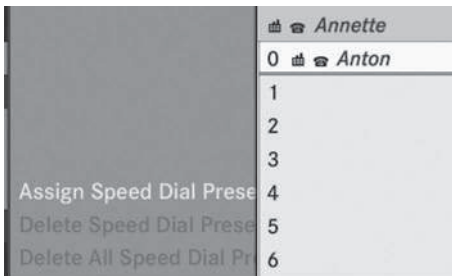 Annette
0 Anton
1
2
3
Assign Speed Dial Prese 4
Delete Speed Dial Prese 5
Delete All Speed Dial Pr 6